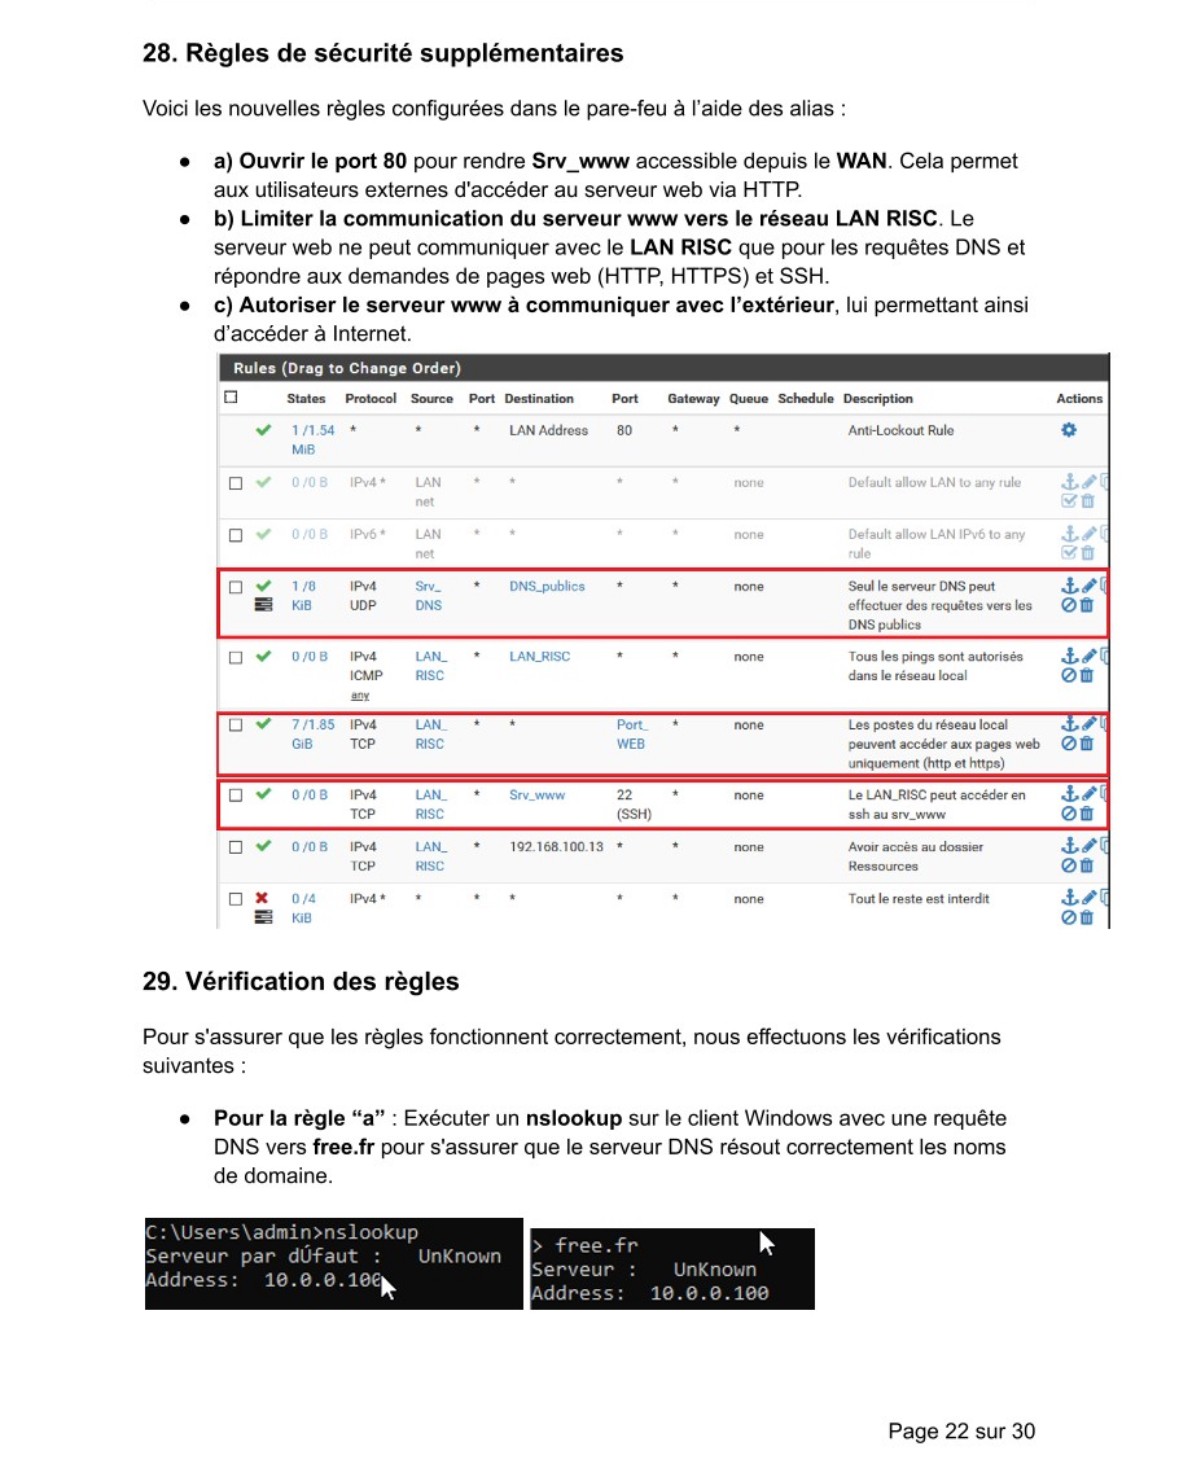 28. Règles de sécurité supplémentaires
Voici les nouvelles règles configurées dans le pare-feu à l'aide des alias :
● a) Ouvrir le port 80 pour rendre Srv_www accessible depuis le WAN. Cela permet
aux utilisateurs externes d'accéder au serveur web via HTTP.
● b) Limiter la communication du serveur www vers le réseau LAN RISC. Le
serveur web ne peut communiquer avec le LAN RISC que pour les requêtes DNS et
répondre aux demandes de pages web (HTTP, HTTPS) et SSH.
● c) Autoriser le serveur www à communiquer avec l'extérieur, lui permettant ainsi
d'accéder à Internet.
Rules (Drag to Change Order)
States Protocol Source Port Destination Port Gateway Queue Schedule Description Actions
1 /1.54 * * * LAN Address 80 * * Anti-Lockout Rule
MiB
0 /0 B IPv4 * LAN * * * * none Default allow LAN to any rule
net
0 /0 B IPv6 * LAN * * * * none Default allow LAN IPv6 to any
net rule
1 /8 IPv4 Srv_ * DNS_publics * * none Seul le serveur DNS peut
KiB UDP DNS effectuer des requêtes vers les
DNS publics
0 /0 B IPv4 LAN_ * LAN_RISC * * none Tous les pings sont autorisés
ICMP RISC dans le réseau local
any
7 /1.85 IPv4 LAN_ * * Port_ * none Les postes du réseau local
GiB TCP RISC WEB peuvent accéder aux pages web
uniquement (http et https)
0 /0 B IPv4 LAN_ * Srv_www 22 * none Le LAN_RISC peut accéder en
TCP RISC (SSH) ssh au srv_www
0 /0 B IPv4 LAN_ * 192.168.100.13 * * none Avoir accès au dossier
TCP RISC Ressources
0 /4 IPv4 * * * * * * none Tout le reste est interdit
KiB
29. Vérification des règles
Pour s'assurer que les règles fonctionnent correctement, nous effectuons les vérifications
suivantes :
● Pour la règle “a” : Exécuter un nslookup sur le client Windows avec une requête
DNS vers free.fr pour s'assurer que le serveur DNS résout correctement les noms
de domaine.
C:\Users\admin>nslookup
Serveur par dÚfaut :   UnKnown
Address:  10.0.0.100
> free.fr
Serveur :   UnKnown
Address:  10.0.0.100
Page 22 sur 30